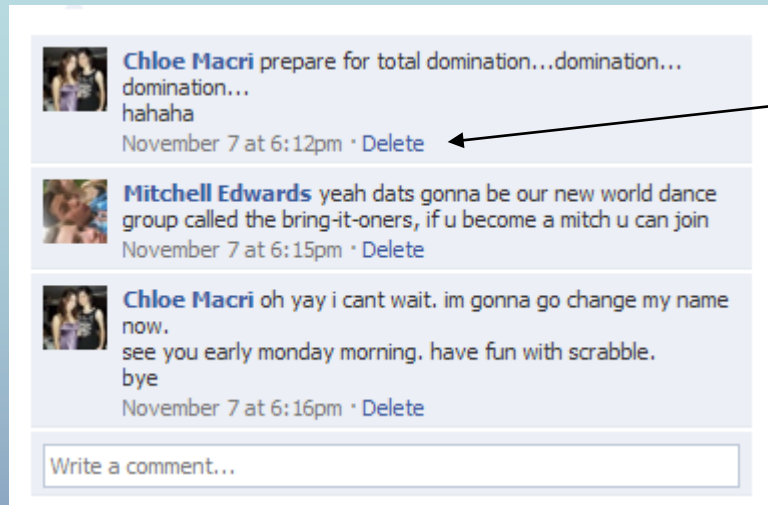 Chloe Macri prepare for total domination...domination...
domination...
hahaha
November 7 at 6:12pm · Delete
Mitchell Edwards yeah dats gonna be our new world dance
group called the bring-it-oners, if u become a mitch u can join
November 7 at 6:15pm · Delete
Chloe Macri oh yay i cant wait. im gonna go change my name
now.
see you early monday morning. have fun with scrabble.
bye
November 7 at 6:16pm · Delete
Write a comment...